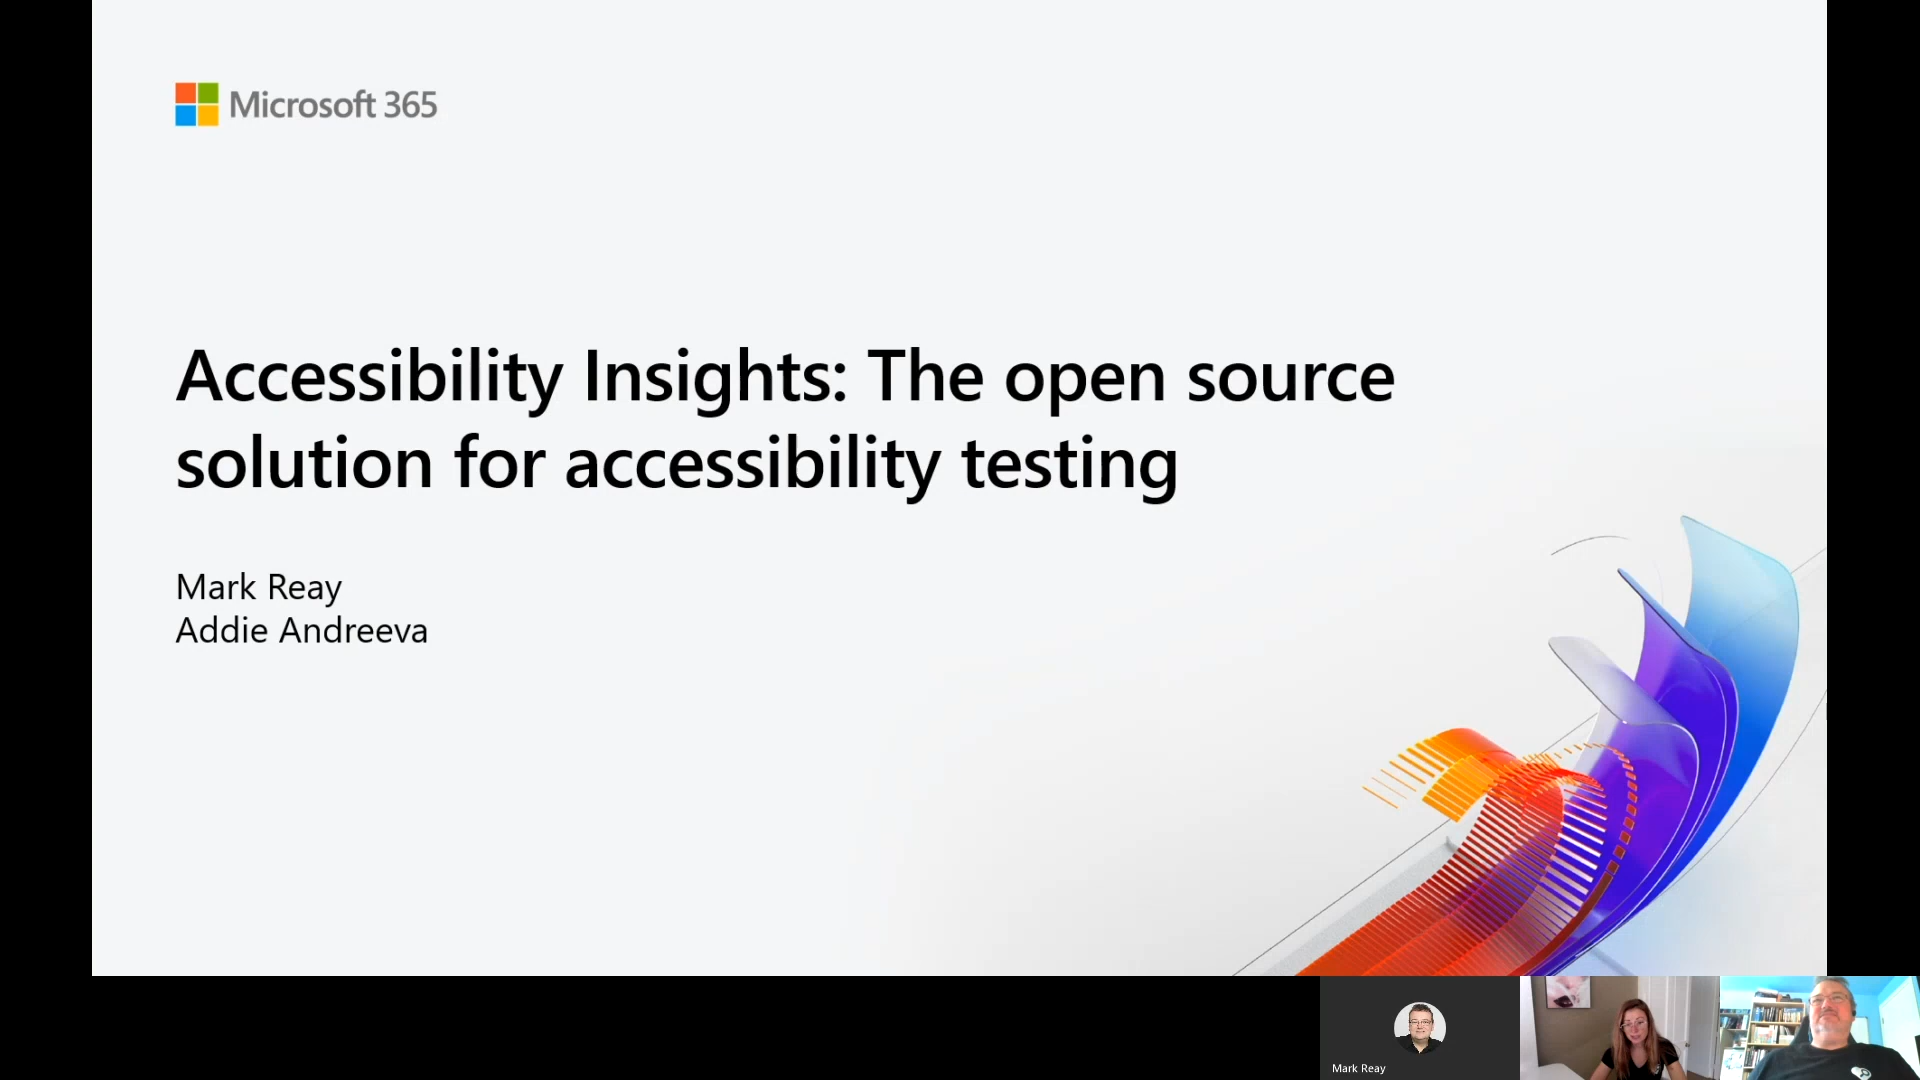 Microsoft 365
Accessibility Insights: The open source
solution for accessibility testing
Mark Reay
Addie Andreeva
Mark Reay